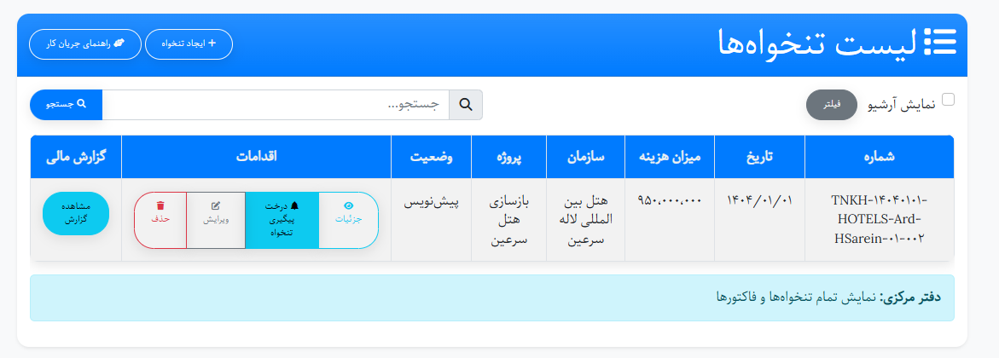 لیست تنخواه‌ها
ایجاد تنخواه
راهنمای جریان کار
نمایش آرشیو
فیلتر
جستجو...
جستجو
شماره
تاریخ
میزان هزینه
سازمان
پروژه
وضعیت
اقدامات
گزارش مالی
TNKH-۱۴۰۴۰۱۰۱-
HOTELS-Ard-
HSarein-۰۱-۰۰۲
۱۴۰۴/۰۱/۰۱
۹۵۰,۰۰۰,۰۰۰
هتل بین
المللی لاله
سرعین
بازسازی
هتل
سرعین
پیش‌نویس
جزئیات
درخت
پیگیری
تنخواه
ویرایش
حذف
مشاهده
گزارش
دفتر مرکزی: نمایش تمام تنخواه‌ها و فاکتورها